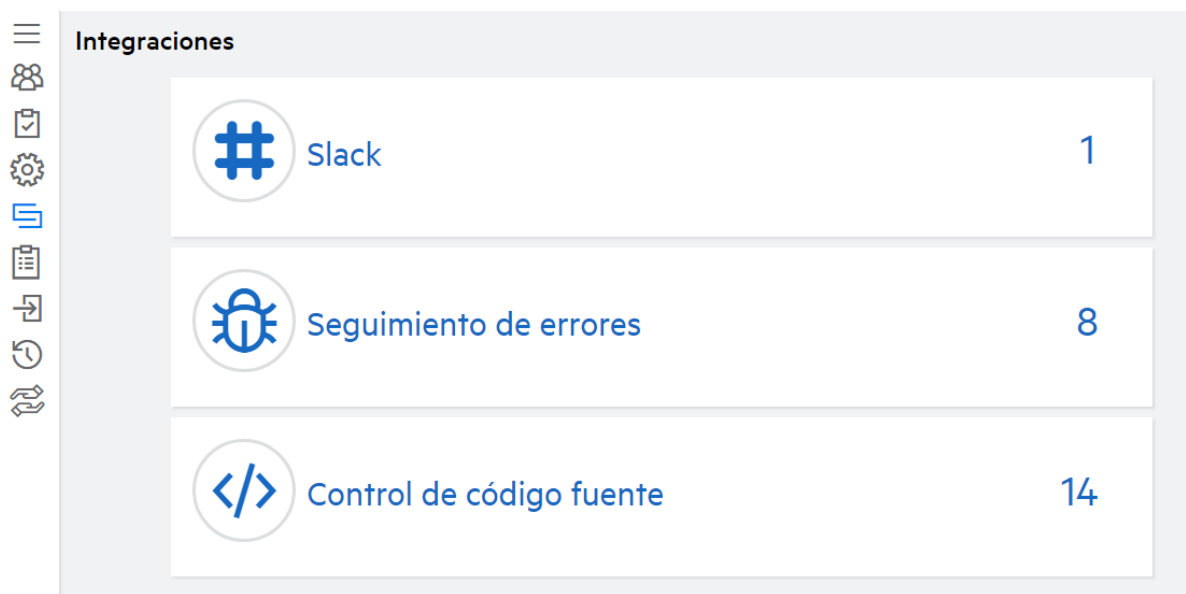 Integraciones
Slack 1
Seguimiento de errores 8
Control de código fuente 14